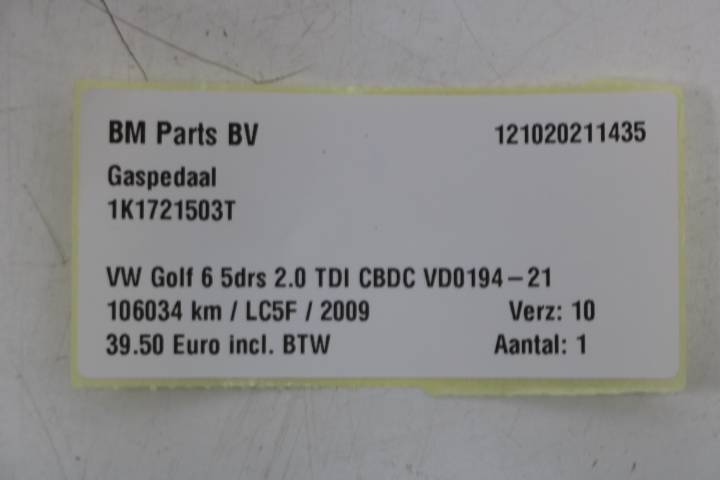 BM Parts BV 121020211435
Gaspedaal
1K1721503T
VW Golf 6 5drs 2.0 TDI CBDC VD0194-21
106034 km / LC5F / 2009 Verz: 10
39.50 Euro incl. BTW Aantal: 1